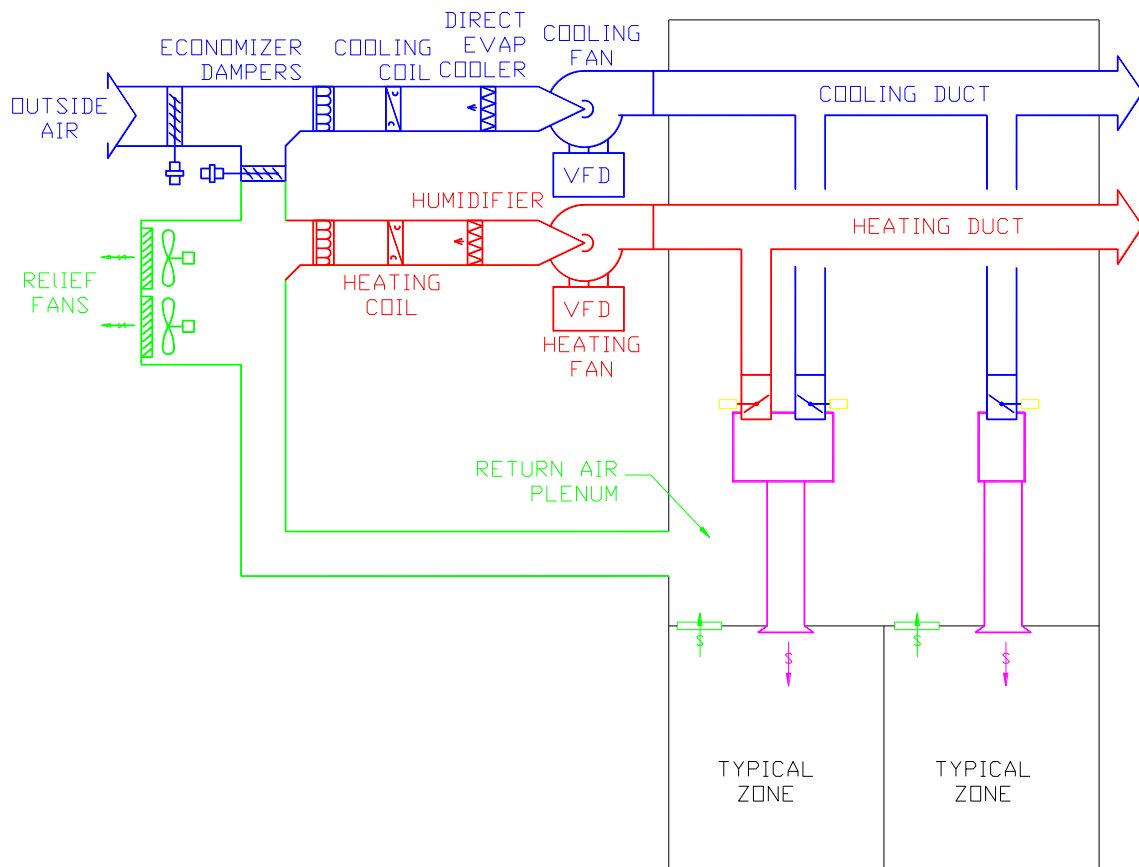 ECONOMIZER
DAMPERS
COOLING
COIL
DIRECT
EVAP
COOLER
COOLING
FAN
OUTSIDE
AIR
COOLING DUCT
VFD
HUMIDIFIER
HEATING DUCT
RELIEF
FANS
HEATING
COIL
VFD
HEATING
FAN
RETURN AIR
PLENUM
S
S
S
S
TYPICAL
ZONE
TYPICAL
ZONE